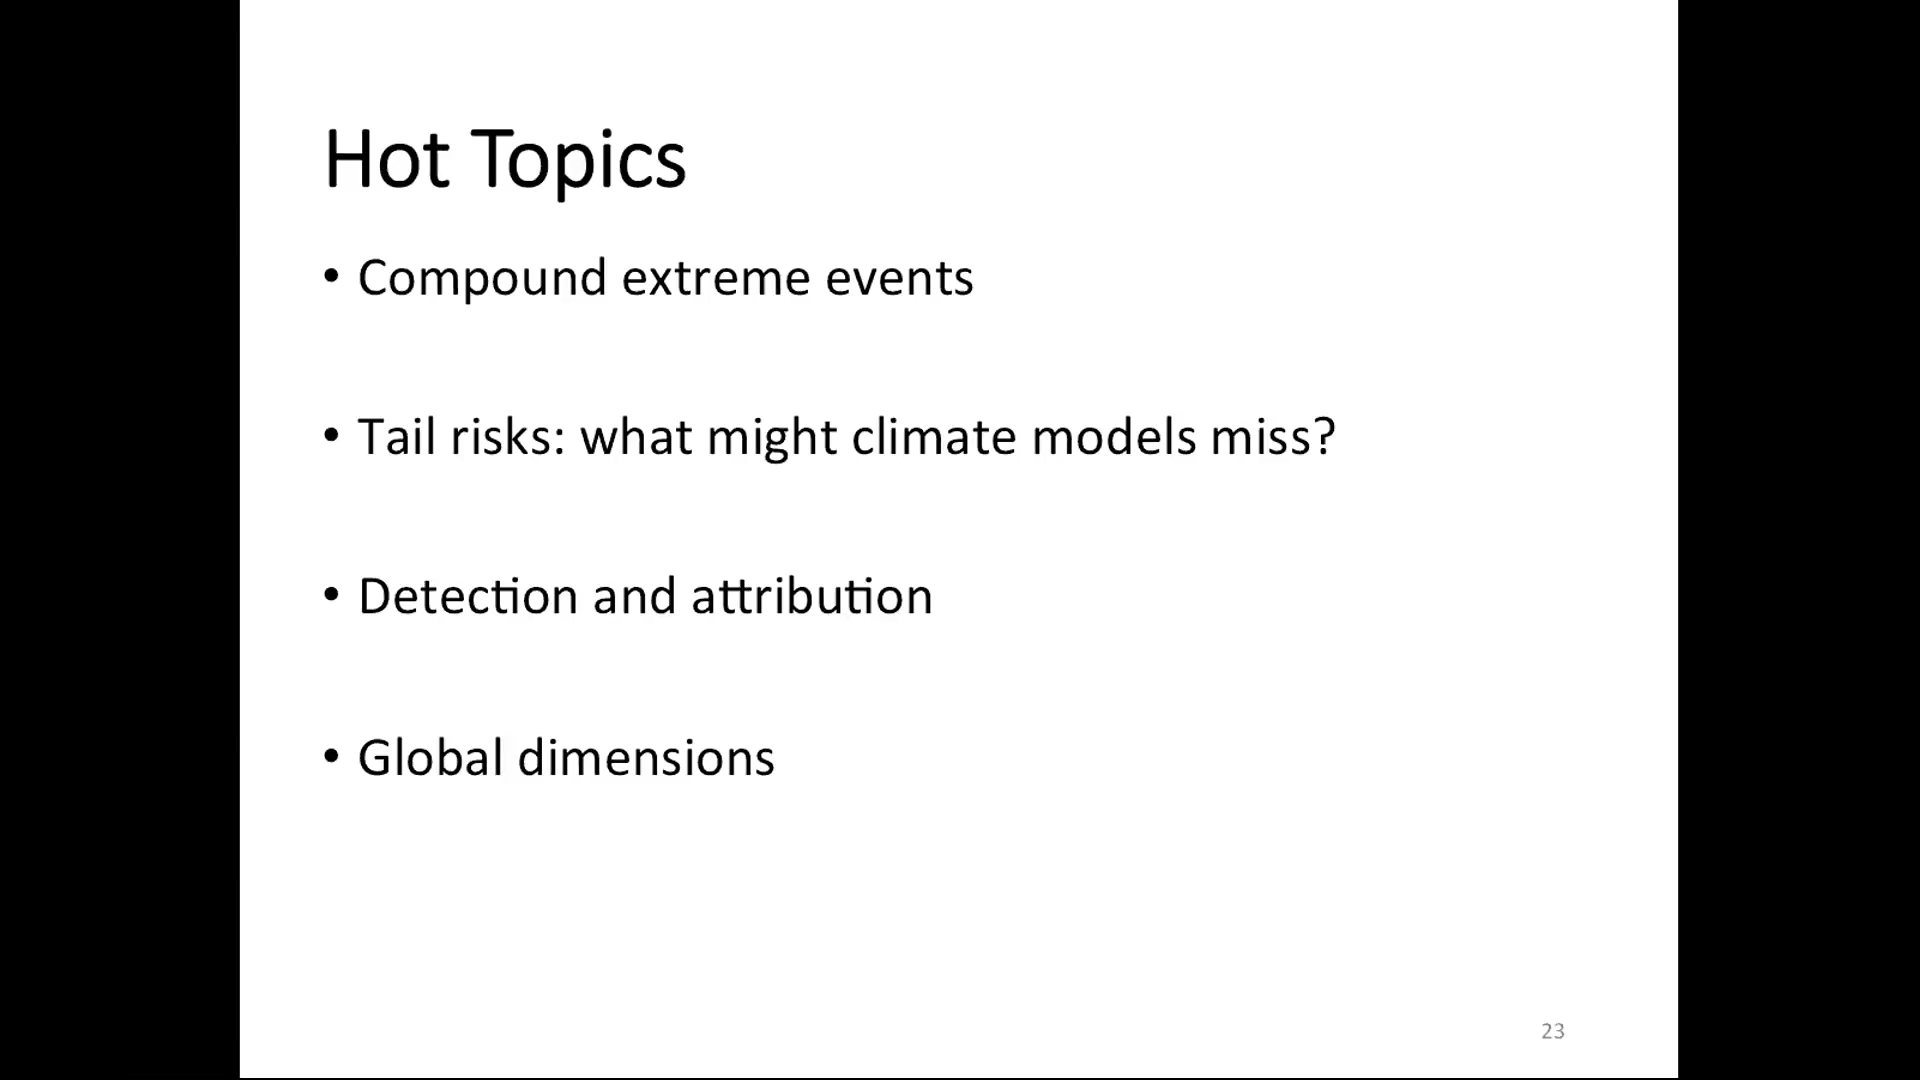 Hot Topics
• Compound extreme events
• Tail risks: what might climate models miss?
• Detection and attribution
• Global dimensions
23